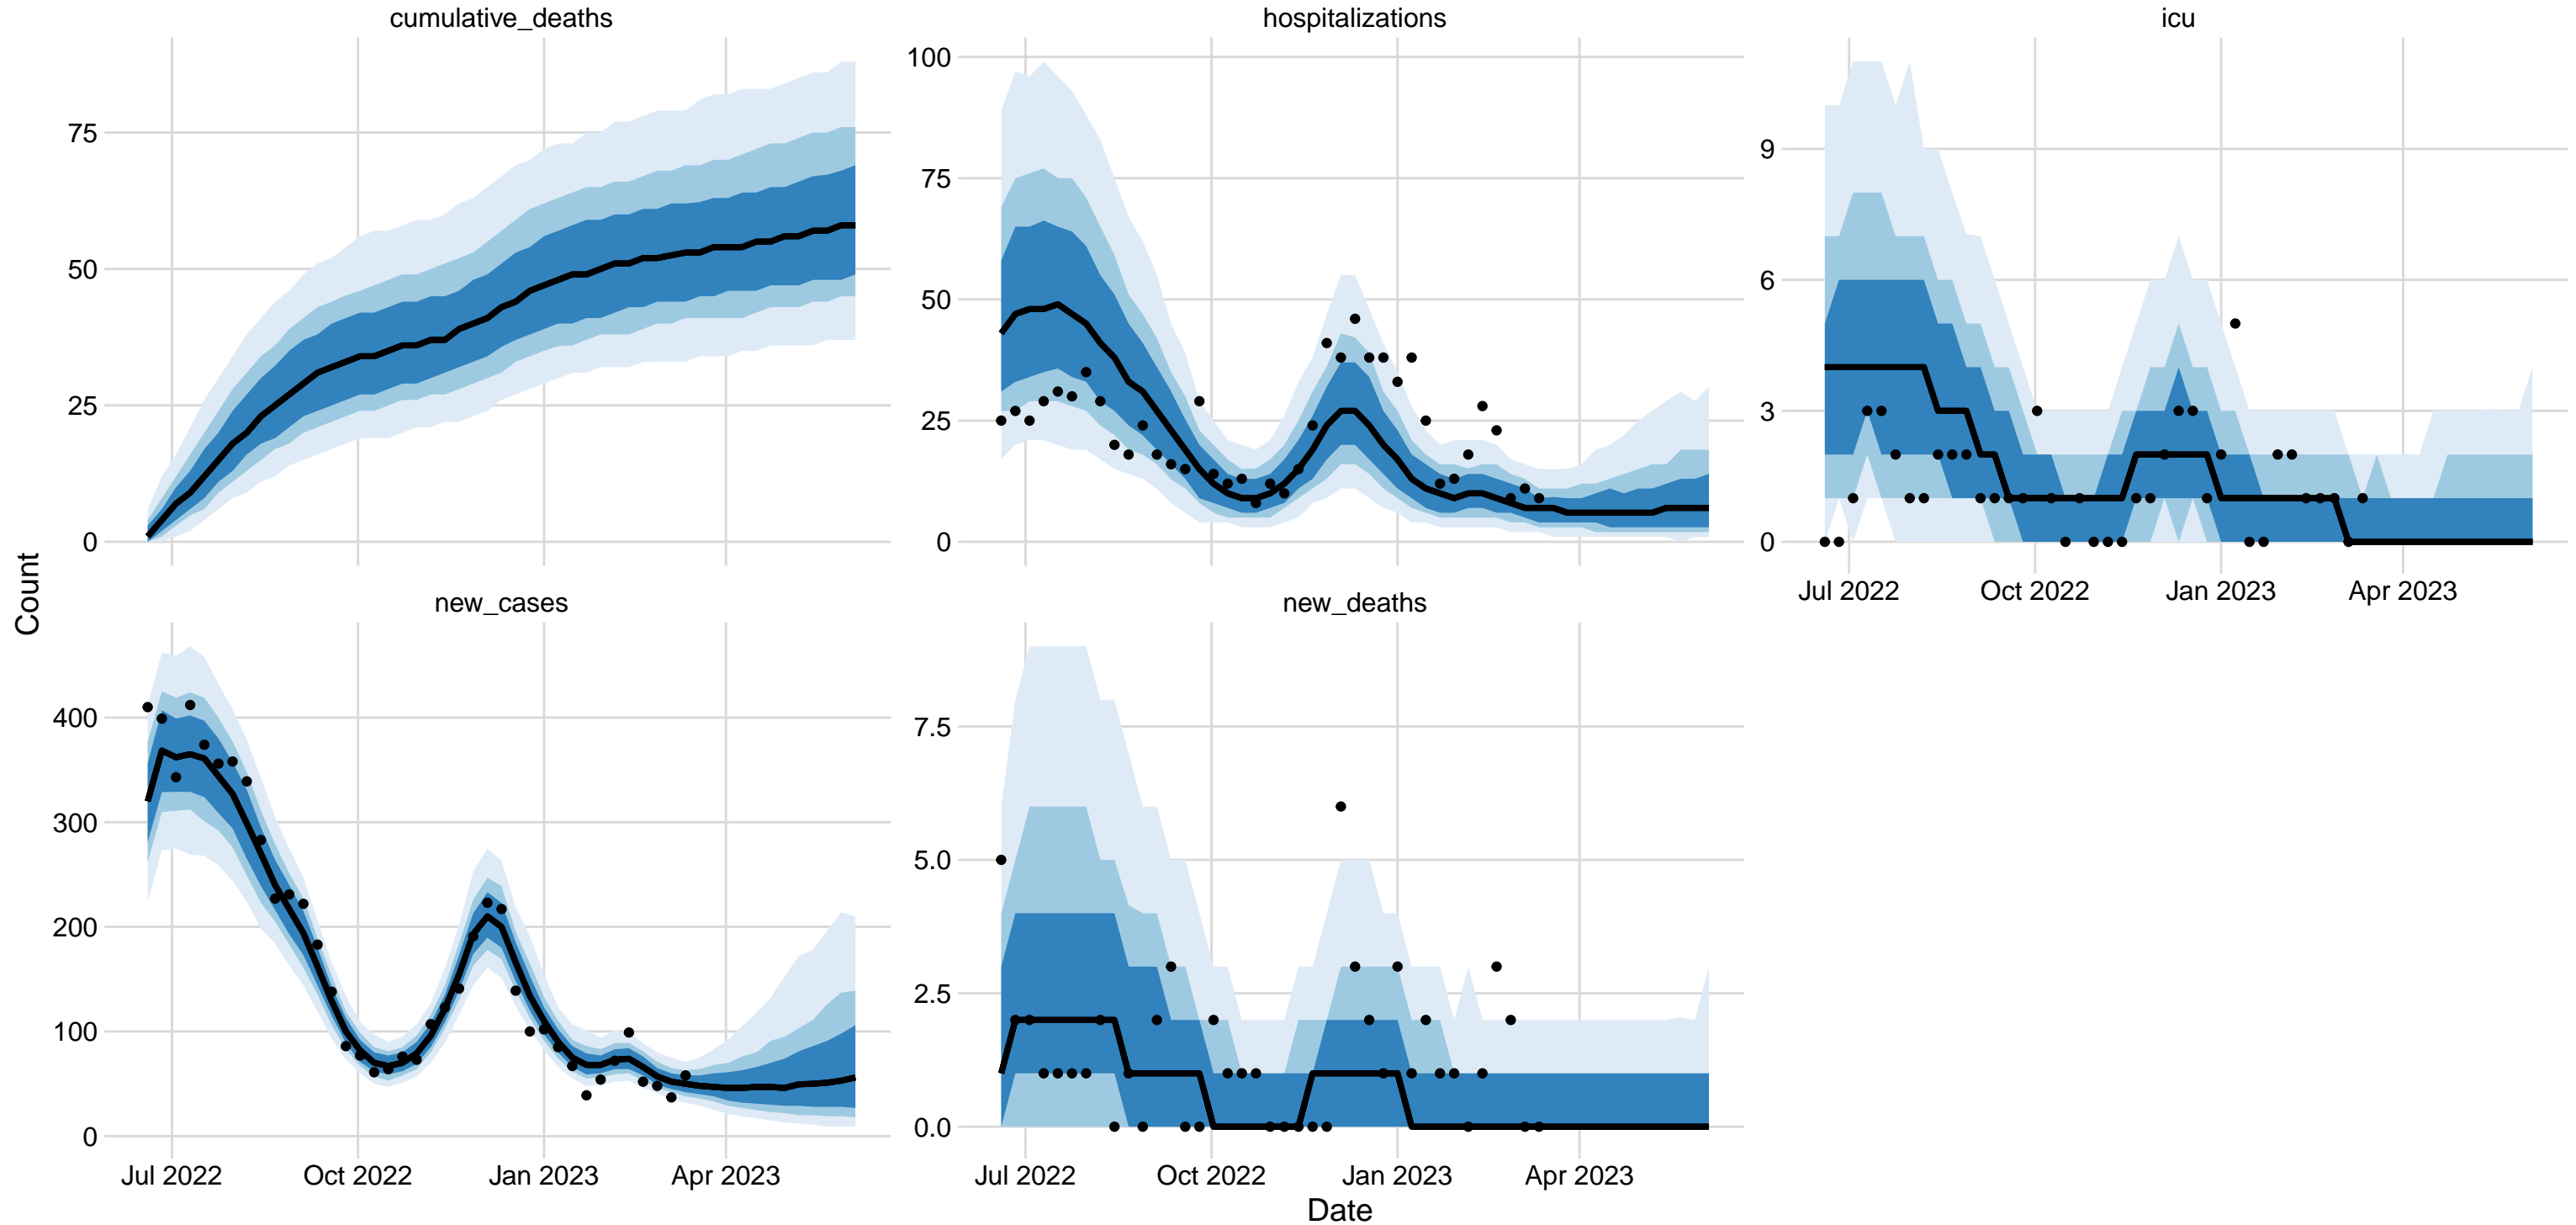 cumulative_deaths
hospitalizations
icu
75
50
25
0
100
75
50
25
0
9
6
3
0
Jul 2022
Oct 2022
Jan 2023
Apr 2023
Count
new_cases
new_deaths
400
300
200
100
0
7.5
5.0
2.5
0.0
Jul 2022
Oct 2022
Jan 2023
Apr 2023
Jul 2022
Oct 2022
Jan 2023
Apr 2023
Date